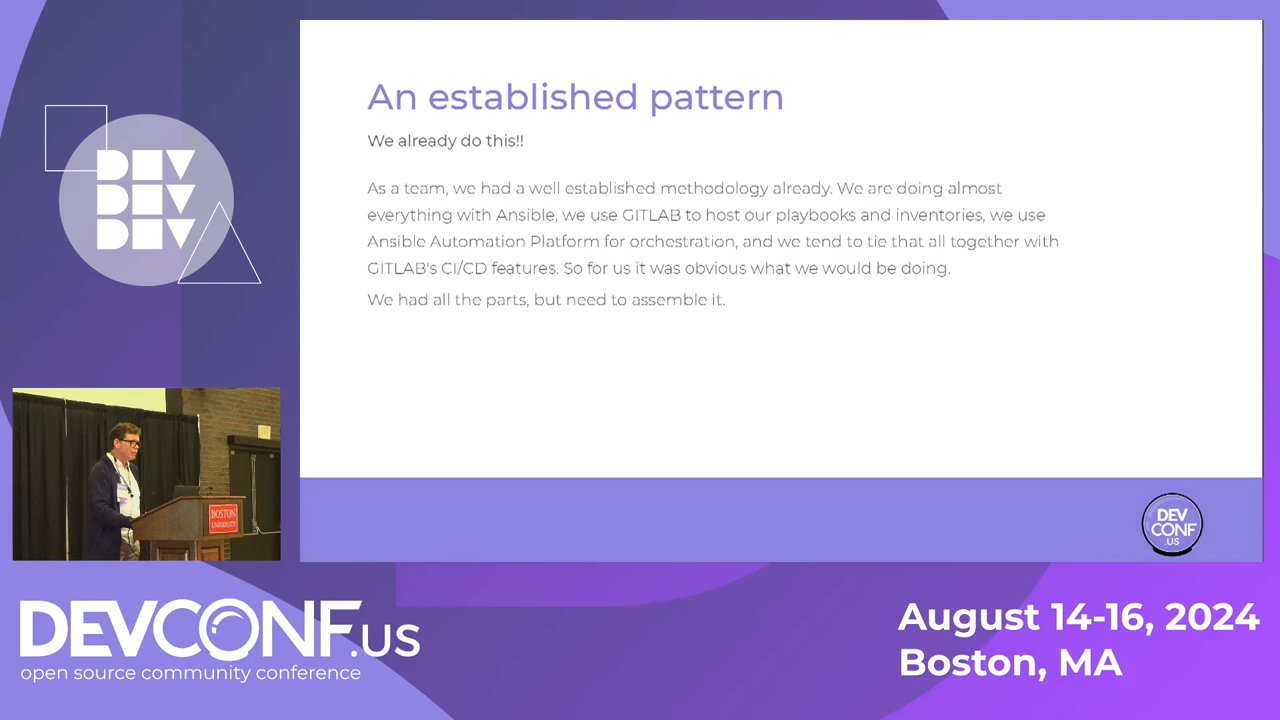 An established pattern
We already do this!!
As a team, we had a well established methodology already. We are doing almost
everything with Ansible, we use GITLAB to host our playbooks and inventories, we use
Ansible Automation Platform for orchestration, and we tend to tie that all together with
GITLAB's CI/CD features. So for us it was obvious what we would be doing.
We had all the parts, but need to assemble it.
DEV
DEV
DEV
BOSTON
UNIVERSITY
DEV
CONF
.US
DEVCONF.US
open source community conference
August 14-16, 2024
Boston, MA